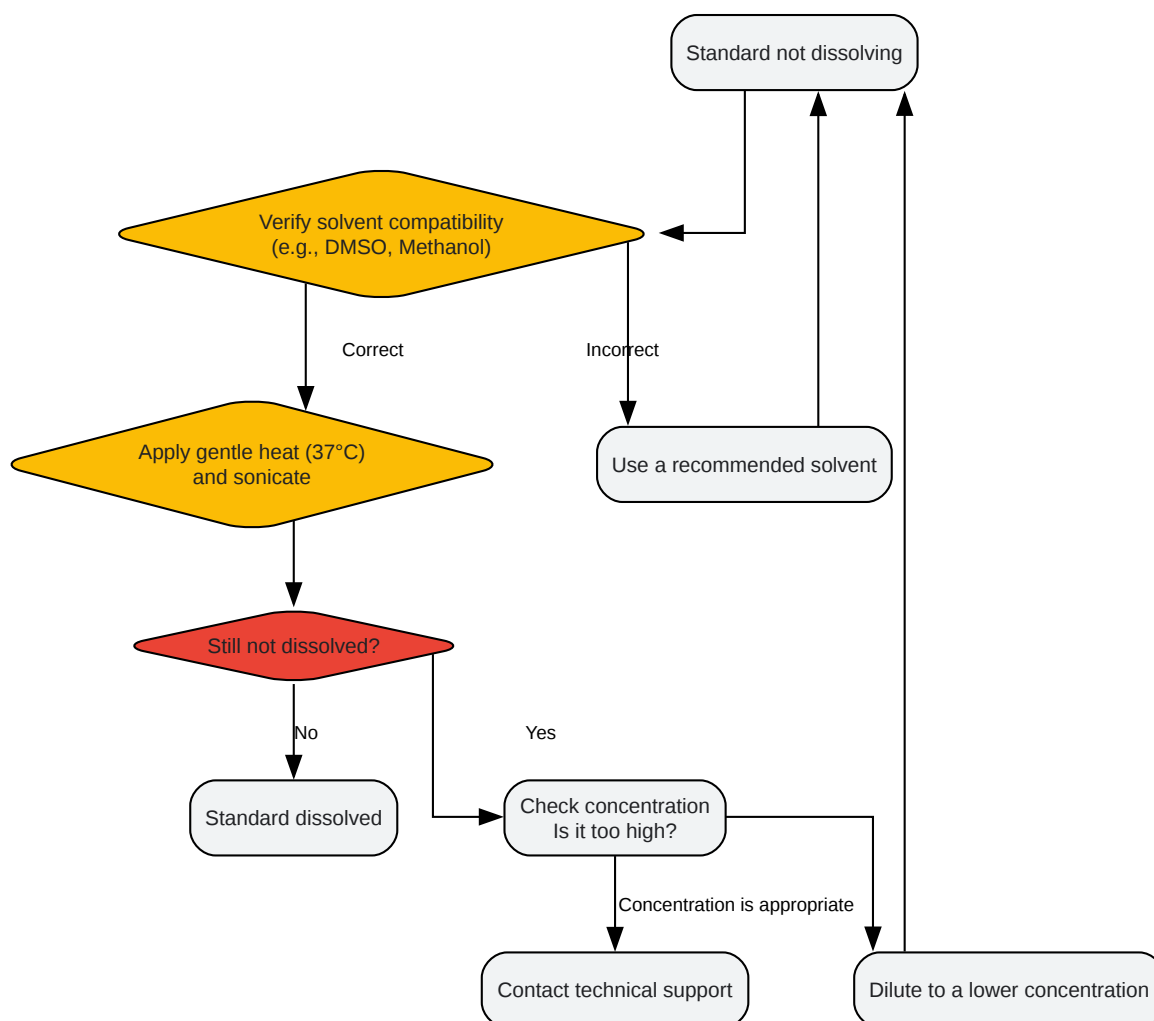 Standard not dissolving
Verify solvent compatibility
(e.g., DMSO, Methanol)
Correct
Incorrect
Apply gentle heat (37°C)
and sonicate
Use a recommended solvent
Still not dissolved?
No
Yes
Standard dissolved
Check concentration
Is it too high?
Concentration is appropriate
Contact technical support
Dilute to a lower concentration